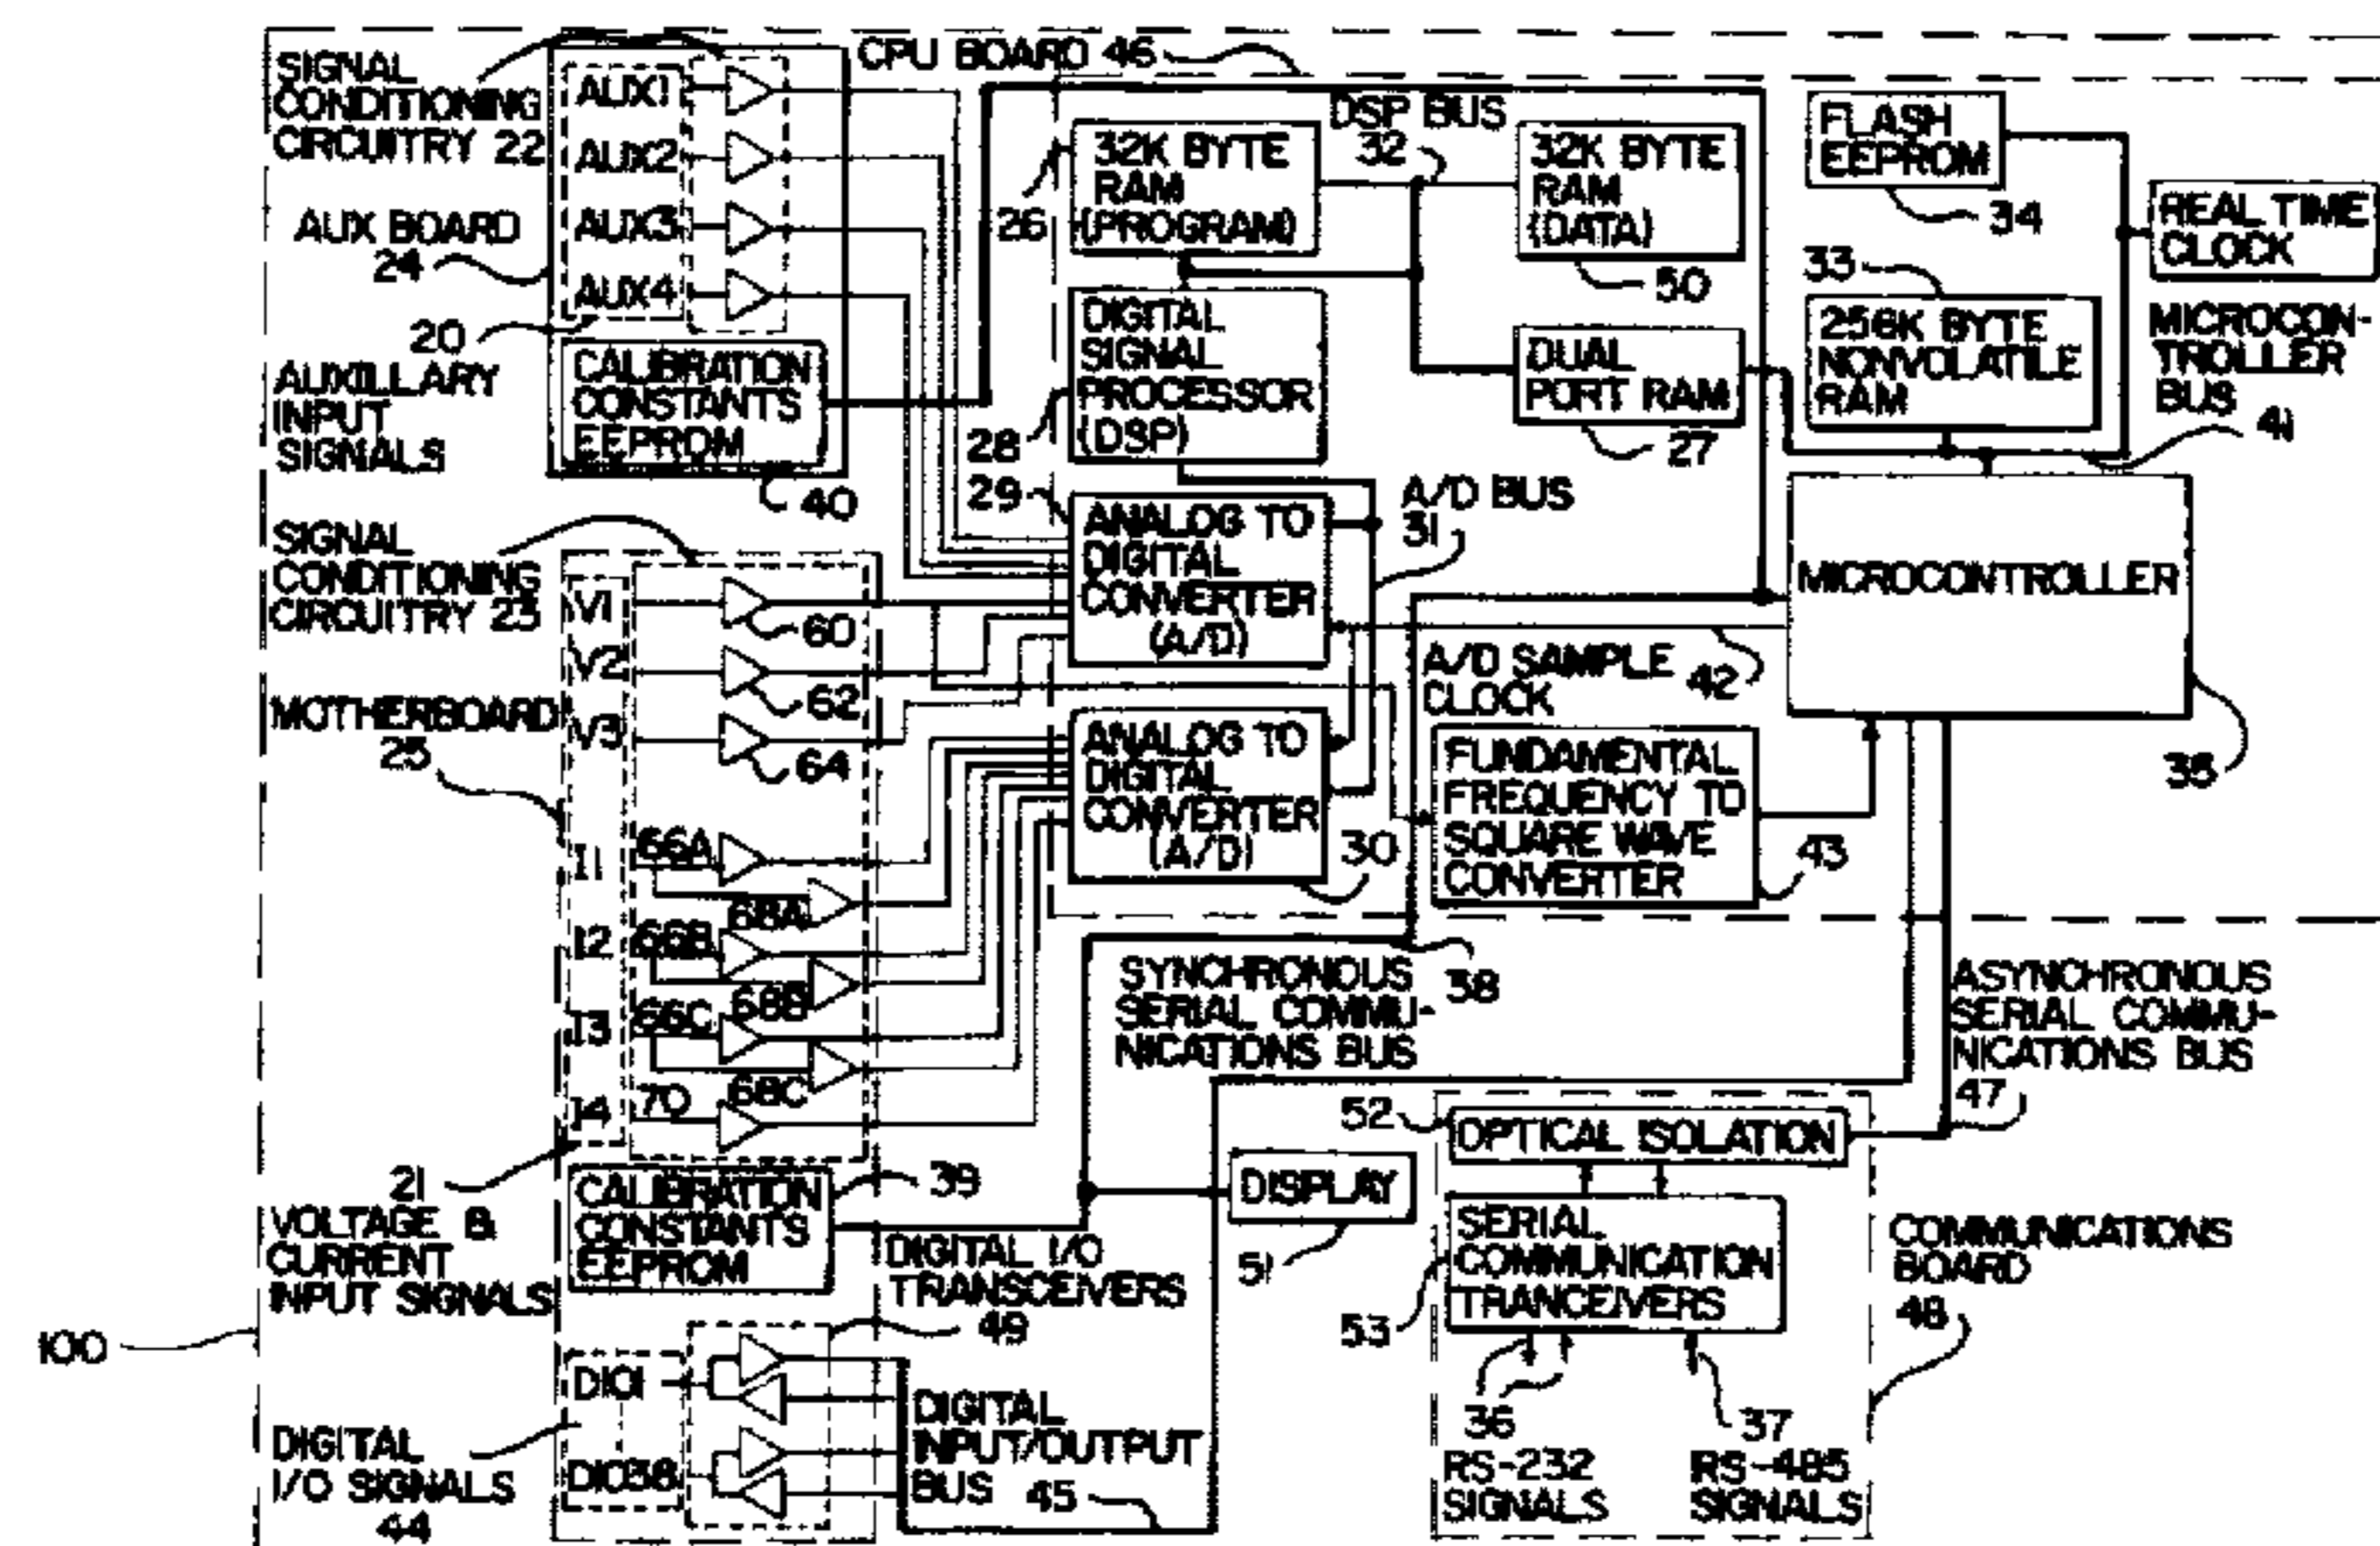 SIGNAL
CONDITIONING
CIRCUITRY 22
AUX BOARD
24
20
AUXILLARY
INPUT
SIGNALS
AUX1
AUX2
AUX3
AUX4
CALIBRATION
CONSTANTS
EEPROM
40
CPU BOARD 46
DSP BUS
32
32K BYTE
RAM
(PROGRAM)
26
32K BYTE
RAM
(DATA)
50
FLASH
EEPROM
34
REAL TIME
CLOCK
33
256K BYTE
NONVOLATILE
RAM
MICROCON-
TROLLER
BUS
41
DIGITAL
SIGNAL
PROCESSOR
(DSP)
28
DUAL
PORT RAM
27
29
ANALOG TO
DIGITAL
CONVERTER
(A/D)
A/D BUS
31
MICROCONTROLLER
35
A/D SAMPLE
CLOCK
42
SIGNAL
CONDITIONING
CIRCUITRY 23
MOTHERBOARD
25
V1
V2
V3
I1
I2
I3
I4
60
62
64
66A
68A
66B
68B
66C
68C
70
ANALOG TO
DIGITAL
CONVERTER
(A/D)
30
FUNDAMENTAL
FREQUENCY TO
SQUARE WAVE
CONVERTER
43
SYNCHRONOUS
SERIAL COMMU-
NICATIONS BUS
38
ASYNCHRONOUS
SERIAL COMMU-
NICATIONS BUS
47
21
VOLTAGE &
CURRENT
INPUT SIGNALS
CALIBRATION
CONSTANTS
EEPROM
39
DISPLAY
51
52
OPTICAL ISOLATION
SERIAL
COMMUNICATION
TRANCEIVERS
53
COMMUNICATIONS
BOARD
48
DIGITAL I/O
TRANSCEIVERS
49
100
DIGITAL
I/O SIGNALS
44
DIO1
DIO38
DIGITAL
INPUT/OUTPUT
BUS 45
36
RS-232
SIGNALS
37
RS-485
SIGNALS